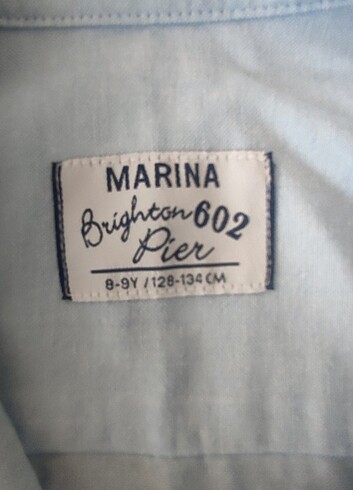 MARINA
Brighton 602
Pier
8-9Y / 128-134 CM